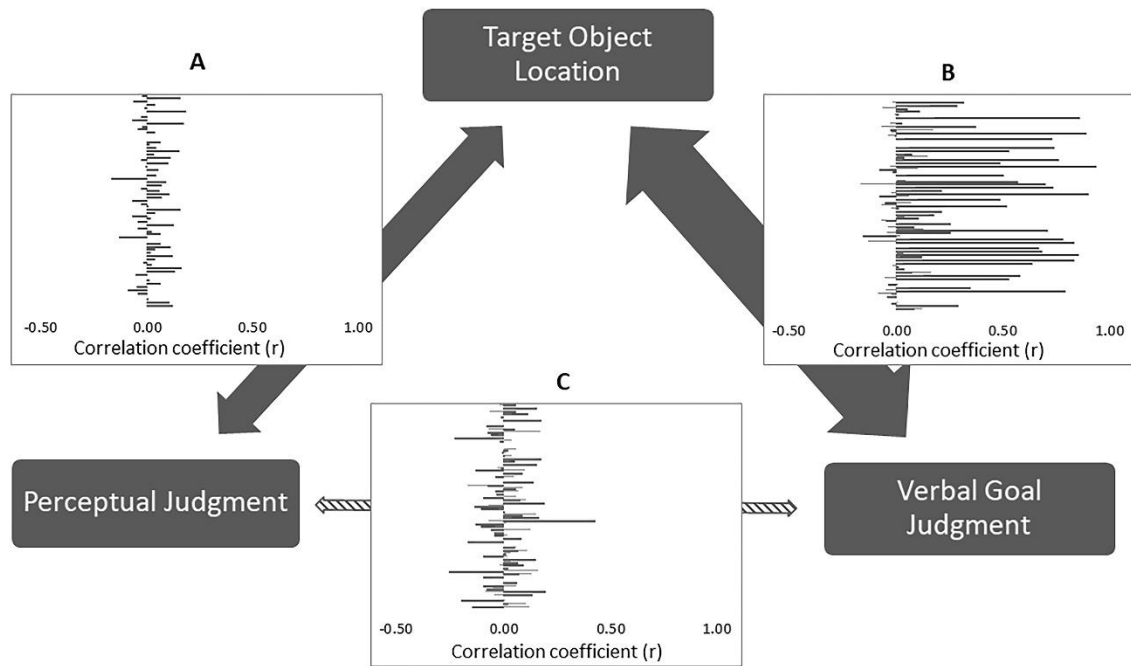 Target Object
Location
A
-0.50 0.00 0.50 1.00
Correlation coefficient (r)
B
-0.50 0.00 0.50 1.00
Correlation coefficient (r)
C
-0.50 0.00 0.50 1.00
Correlation coefficient (r)
Perceptual Judgment
Verbal Goal
Judgment